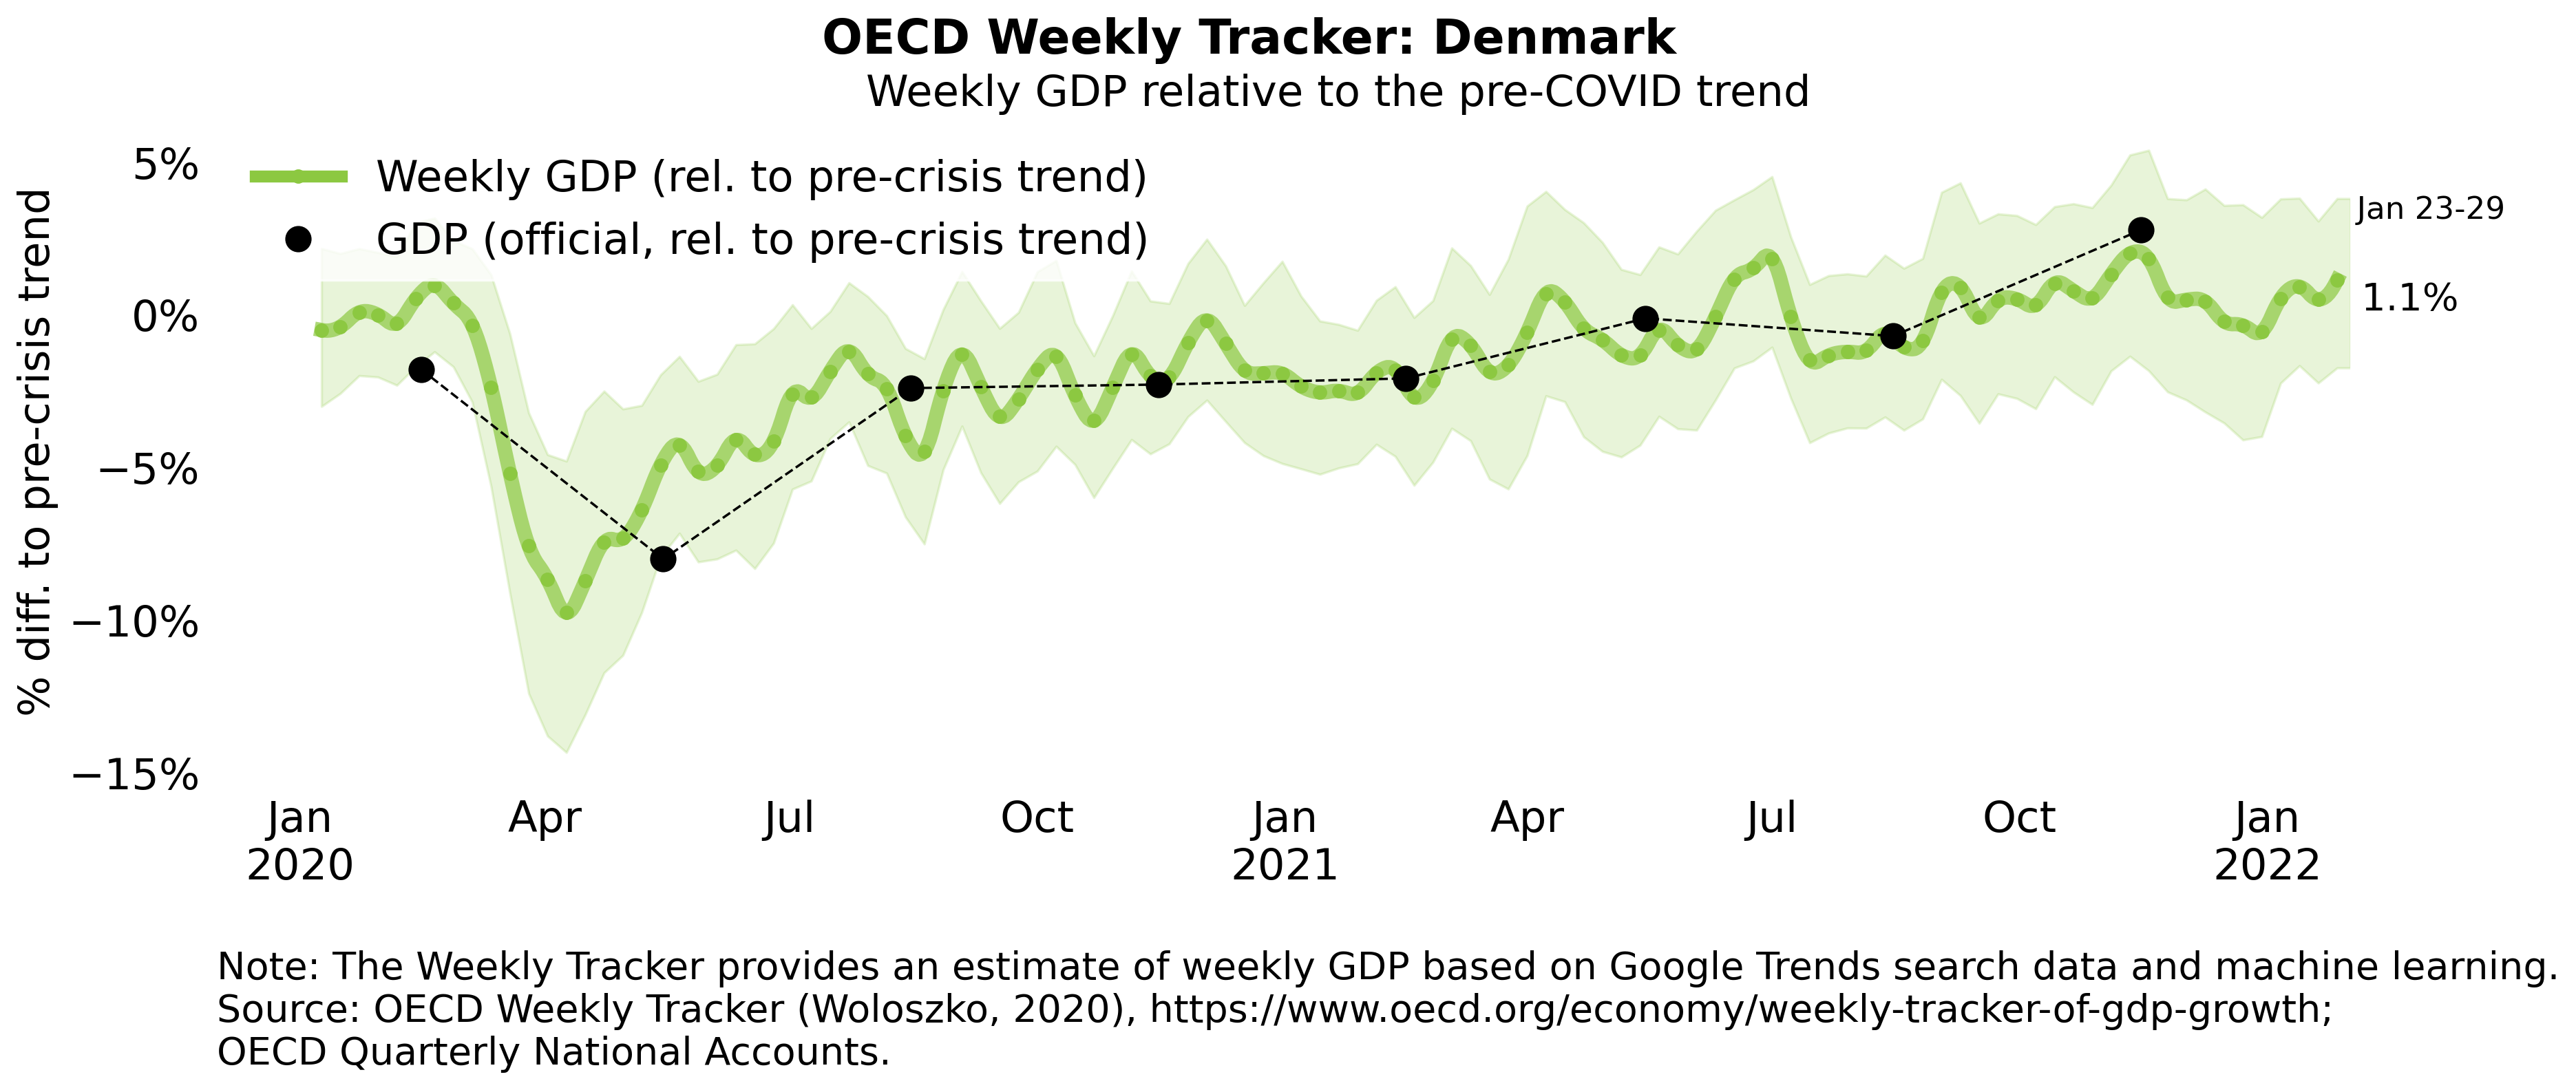 OECD Weekly Tracker: Denmark
Weekly GDP relative to the pre-COVID trend
% diff. to pre-crisis trend
5%
0%
−5%
−10%
−15%
Weekly GDP (rel. to pre-crisis trend)
GDP (official, rel. to pre-crisis trend)
Jan 23-29
1.1%
Jan Apr Jul Oct Jan Apr Jul Oct Jan
2020 2021 2022
Note: The Weekly Tracker provides an estimate of weekly GDP based on Google Trends search data and machine learning.
Source: OECD Weekly Tracker (Woloszko, 2020), https://www.oecd.org/economy/weekly-tracker-of-gdp-growth;
OECD Quarterly National Accounts.